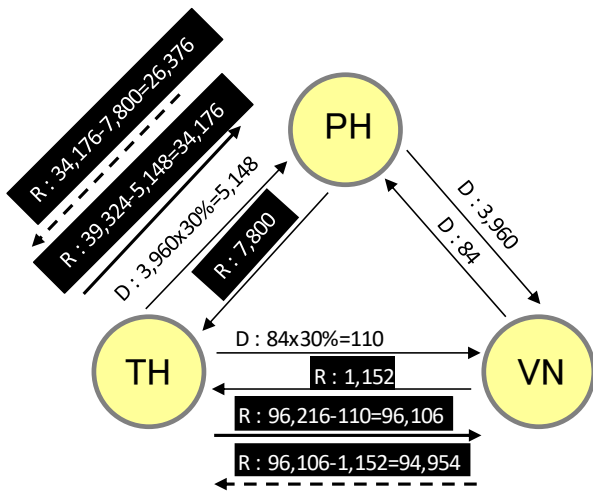 R : 34,176-7,800=26,376
R : 39,324-5,148=34,176
D : 3,960x30%=5,148
R : 7,800
PH
D : 3,960
D : 84
TH
VN
D : 84x30%=110
R : 1,152
R : 96,216-110=96,106
R : 96,106-1,152=94,954